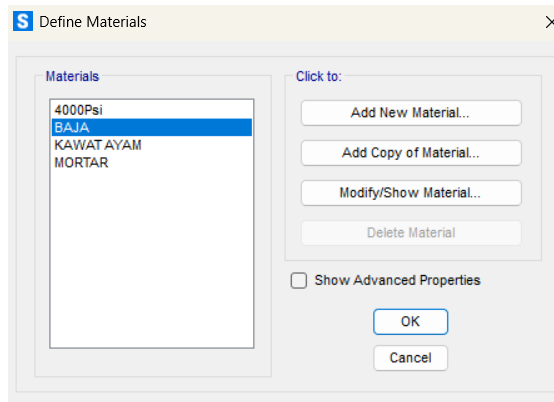 S Define Materials
Materials
4000Psi
BAJA
KAWAT AYAM
MORTAR
Click to:
Add New Material...
Add Copy of Material...
Modify/Show Material...
Delete Material
Show Advanced Properties
OK
Cancel